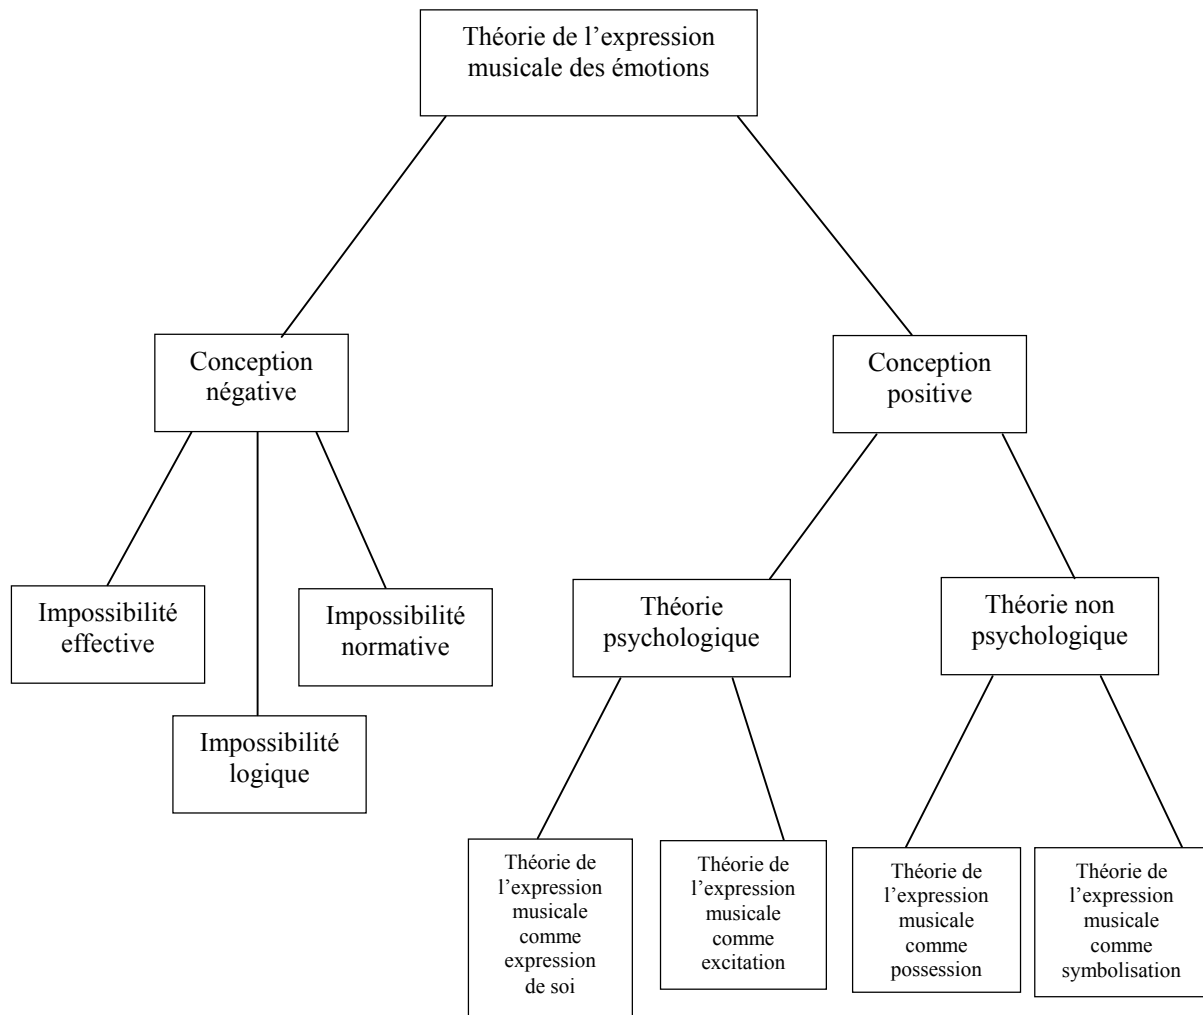 Théorie de l’expression
musicale des émotions
Conception
négative
Conception
positive
Impossibilité
effective
Impossibilité
logique
Impossibilité
normative
Théorie
psychologique
Théorie non
psychologique
Théorie de
l’expression
musicale
comme
expression
de soi
Théorie de
l’expression
musicale
comme
excitation
Théorie de
l’expression
musicale
comme
possession
Théorie de
l’expression
musicale
comme
symbolisation